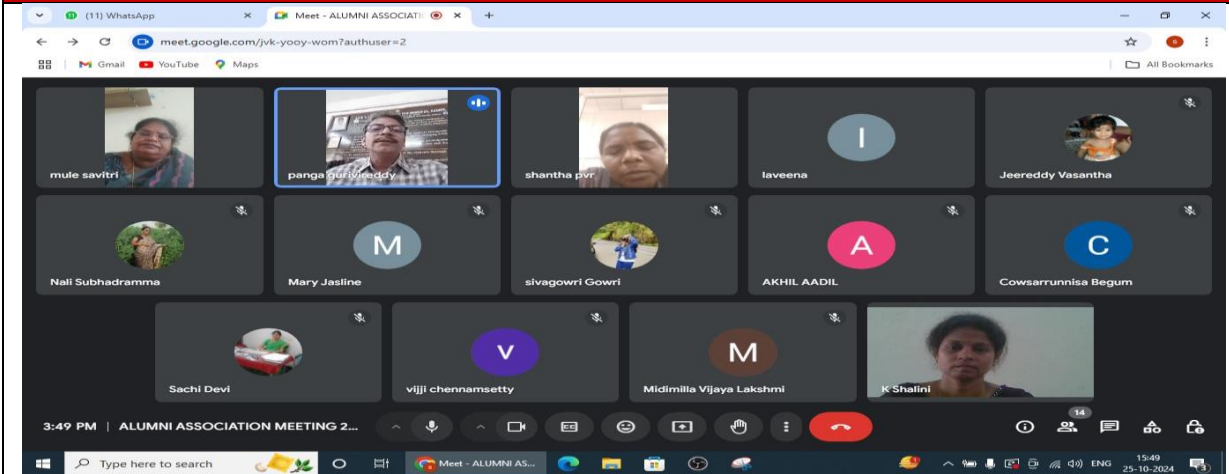 (11) WhatsApp
Meet - ALUMNI ASSOCIATI
meet.google.com/jvk-yooy-wom?authuser=2
Gmail YouTube Maps
All Bookmarks
mule savitri
panga gurivireddy
shantha pvr
I
laveena
Jeereddy Vasantha
Nali Subhadramma
M
Mary Jasline
sivagowri Gowri
A
AKHIL AADIL
C
Cowsarrunnisa Begum
Sachi Devi
V
vijji chennamsetty
M
Midimilla Vijaya Lakshmi
K Shalini
3:49 PM | ALUMNI ASSOCIATION MEETING 2...
14
Type here to search
Meet - ALUMNI AS...
ENG
15:49
25-10-2024